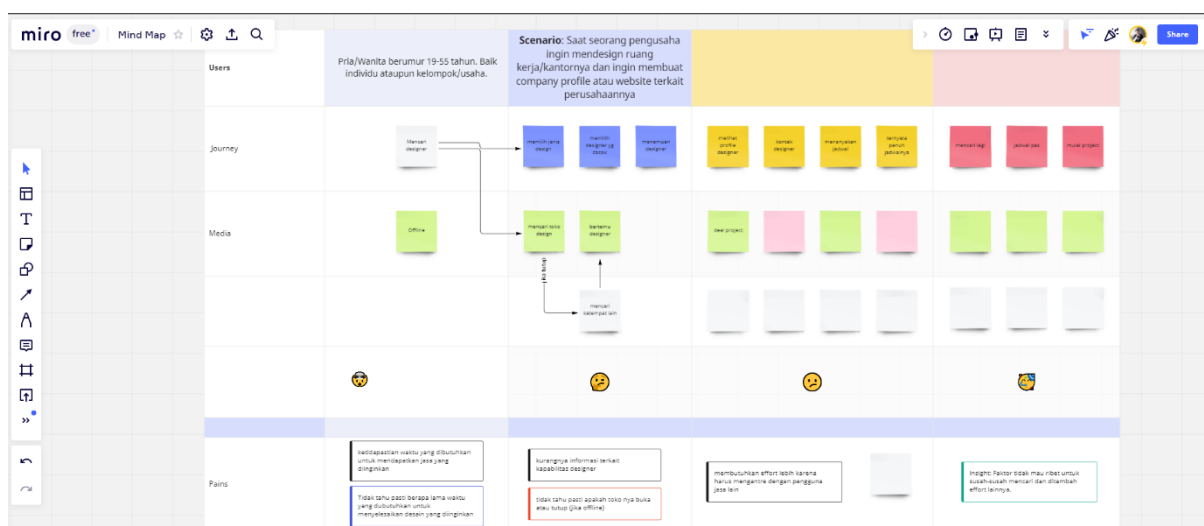 miro free Mind Map
Share
Users
Pria/Wanita berumur 19-55 tahun. Baik
individu ataupun kelompok/usaha.
Scenario: Saat seorang pengusaha
ingin mendesign ruang
kerja/kantornya dan ingin membuat
company profile atau website terkait
perusahaannya
Journey
Mencari
designer
memilih jenis
design
memilih
designer yg
cocok
menemukan
designer
melihat
profile
designer
kontak
designer
menanyakan
jadwal
ternyata
penuh
jadwalnya
mencari lagi
jadwal pas
mulai project
Media
Offline
mencari toko
design
bertemu
designer
deal project
jika tutup
mencari
ketempat lain
Pains
ketidapastian waktu yang dibutuhkan
untuk mendapatkan jasa yang
diinginkan
Tidak tahu pasti berapa lama waktu
yang dubutuhkan untuk
menyelesaikan desain yang diinginkan
kurangnya informasi terkait
kapabilitas designer
tidak tahu pasti apakah toko nya buka
atau tutup (jika offline)
membutuhkan effort lebih karena
harus mengantre dengan pengguna
jasa lain
Insight: Faktor tidak mau ribet untuk
susah-susah mencari dan ditambah
effort lainnya.